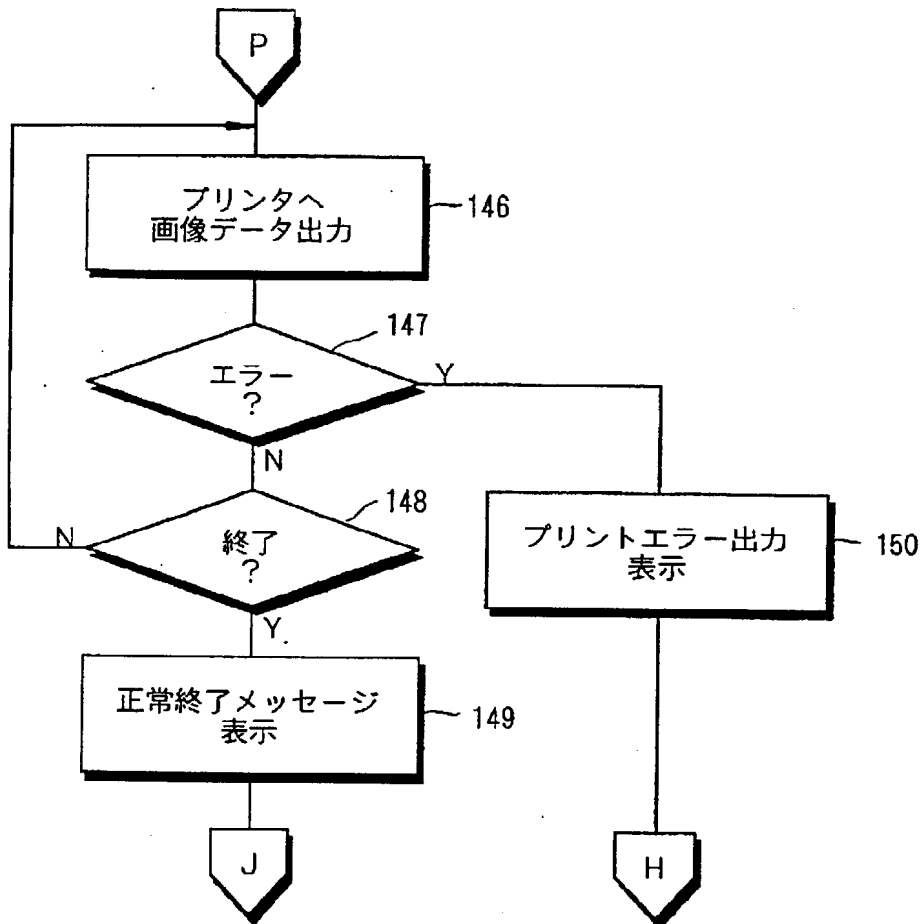 P
プリンタへ
画像データ出力
146
147
エラー
?
Y
N
148
終了
?
N
Y
プリントエラー出力
表示
150
正常終了メッセージ
表示
149
J
H